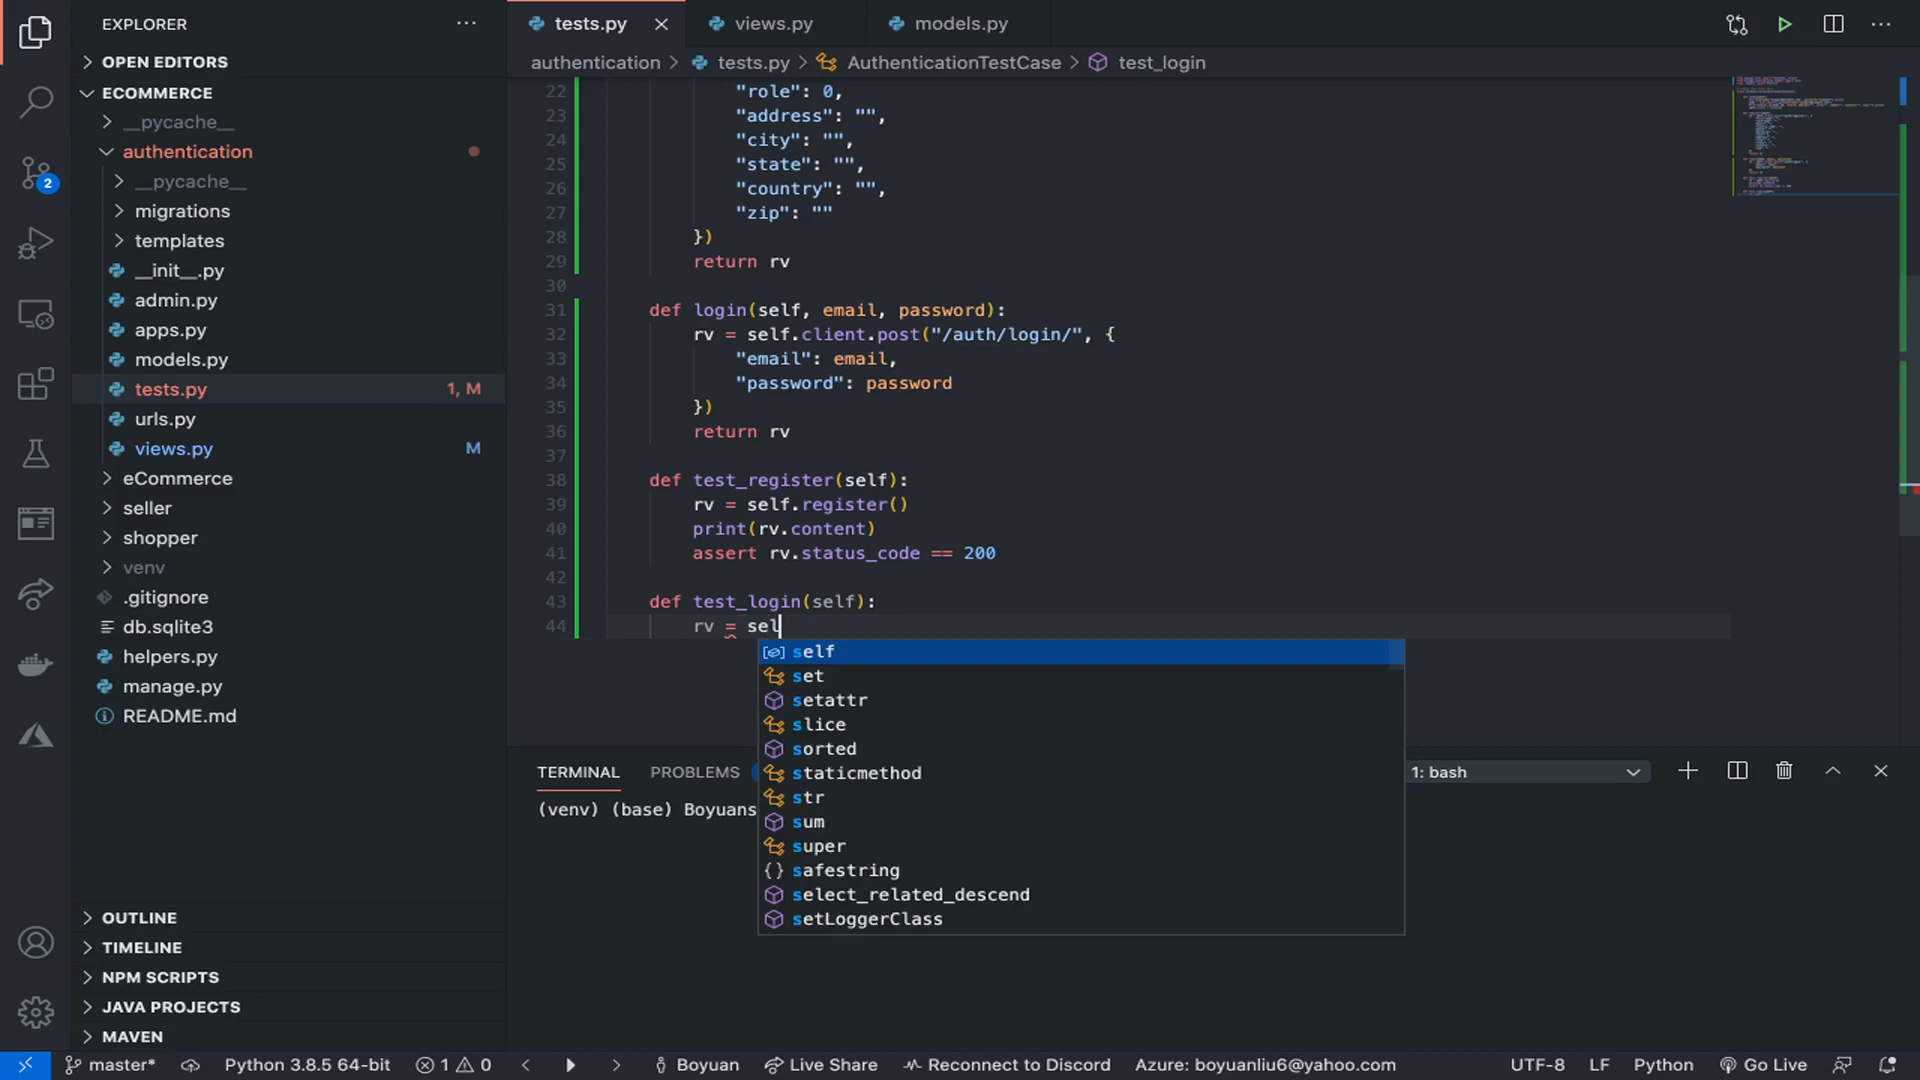 EXPLORER
OPEN EDITORS
ECOMMERCE
__pycache__
authentication
__pycache__
migrations
templates
__init__.py
admin.py
apps.py
models.py
tests.py 1, M
urls.py
views.py M
eCommerce
seller
shopper
venv
.gitignore
db.sqlite3
helpers.py
manage.py
README.md
OUTLINE
TIMELINE
NPM SCRIPTS
JAVA PROJECTS
MAVEN
2
tests.py views.py models.py
authentication > tests.py > AuthenticationTestCase > test_login
22 "role": 0,
23 "address": "",
24 "city": "",
25 "state": "",
26 "country": "",
27 "zip": ""
28 })
29 return rv
30
31 def login(self, email, password):
32 rv = self.client.post("/auth/login/", {
33 "email": email,
34 "password": password
35 })
36 return rv
37
38 def test_register(self):
39 rv = self.register()
40 print(rv.content)
41 assert rv.status_code == 200
42
43 def test_login(self):
44 rv = sel
self
set
setattr
slice
sorted
staticmethod
str
sum
super
safestring
select_related_descend
setLoggerClass
TERMINAL PROBLEMS 1: bash
(venv) (base) Boyuans
master* Python 3.8.5 64-bit 1 0 Boyuan Live Share Reconnect to Discord Azure: boyuanliu6@yahoo.com UTF-8 LF Python Go Live